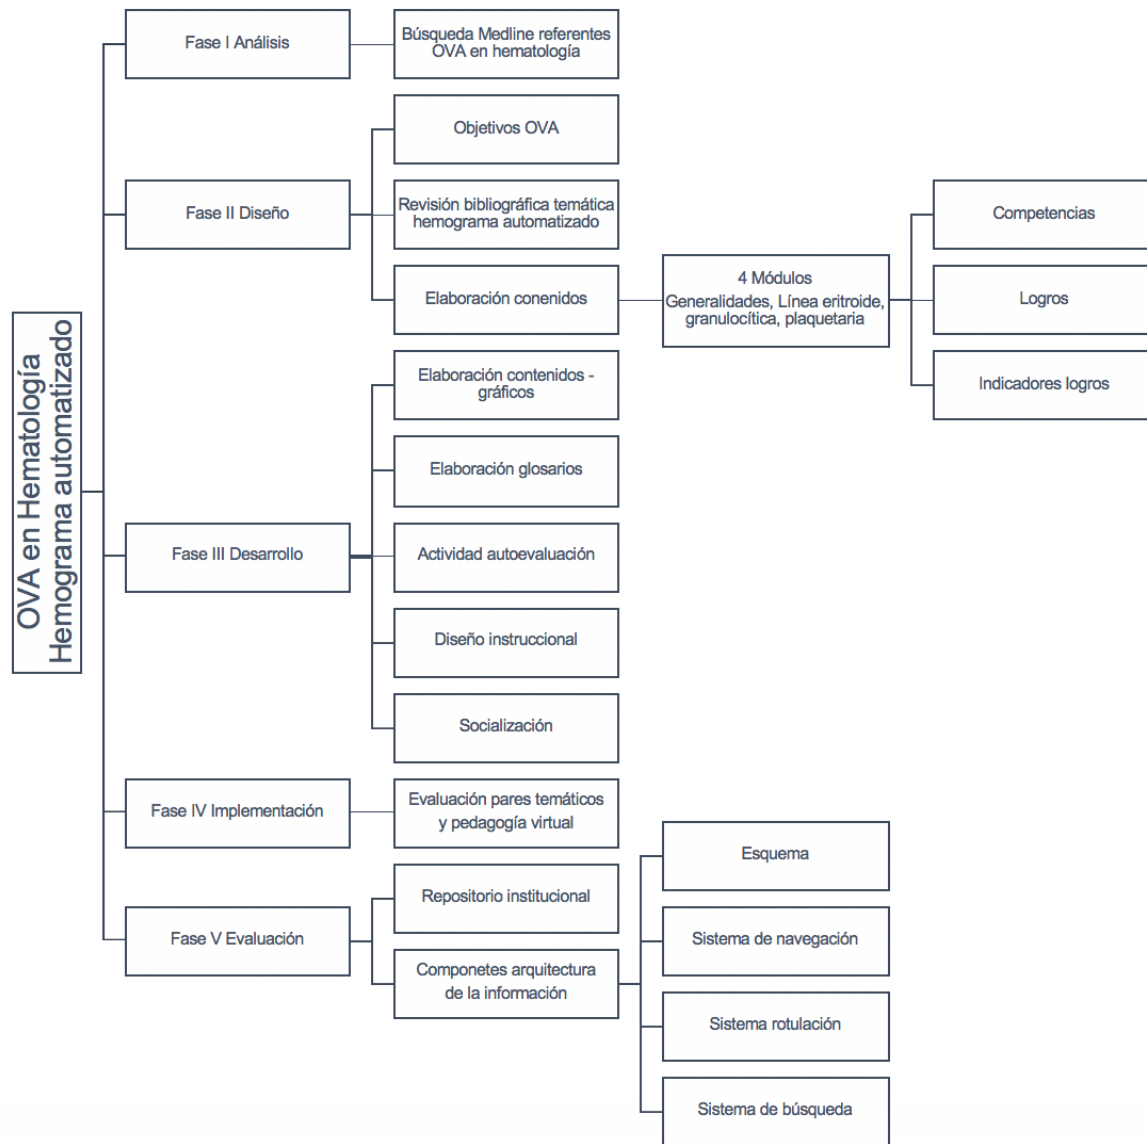 OVA en Hematología
Hemograma automatizado
Fase I Análisis
Búsqueda Medline referentes
OVA en hematología
Fase II Diseño
Objetivos OVA
Revisión bibliográfica temática
hemograma automatizado
Elaboración conenidos
4 Módulos
Generalidades, Línea eritroide,
granulocítica, plaquetaria
Competencias
Logros
Indicadores logros
Fase III Desarrollo
Elaboración contenidos -
gráficos
Elaboración glosarios
Actividad autoevaluación
Diseño instruccional
Socialización
Fase IV Implementación
Evaluación pares temáticos
y pedagogía virtual
Fase V Evaluación
Repositorio institucional
Componetes arquitectura
de la información
Esquema
Sistema de navegación
Sistema rotulación
Sistema de búsqueda